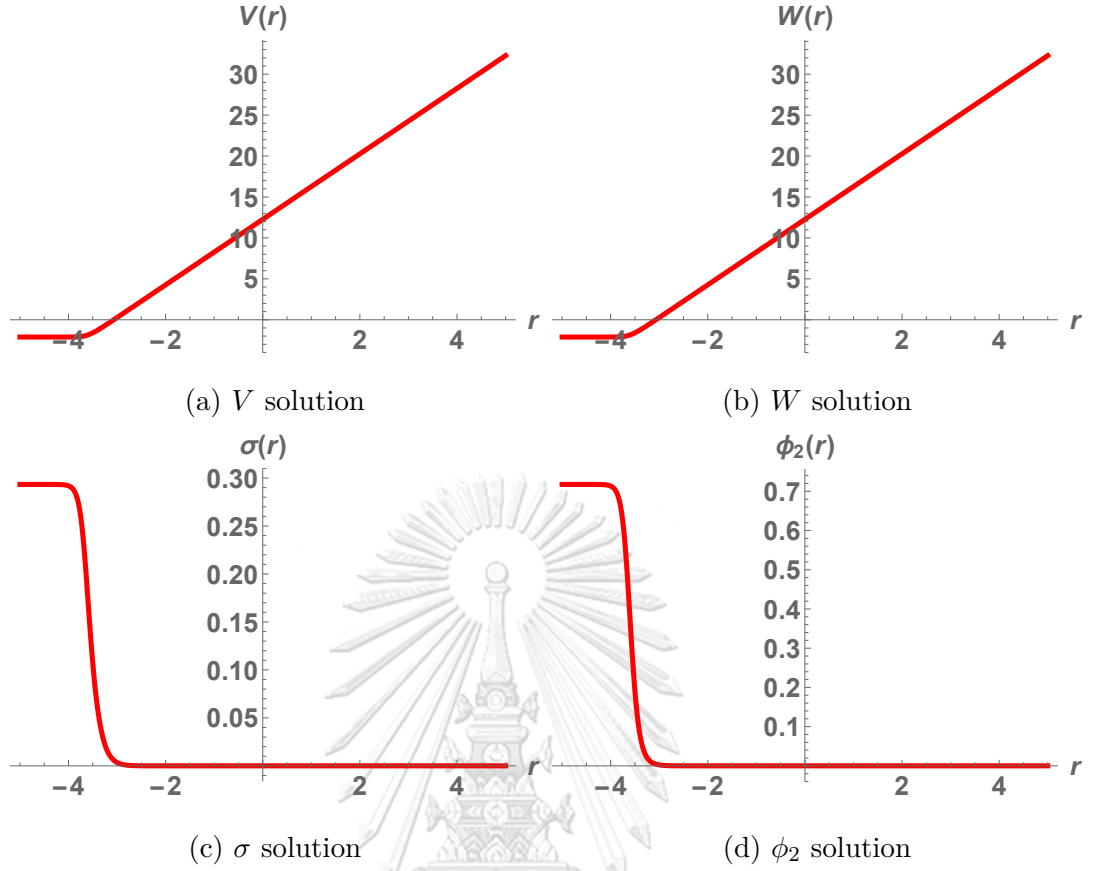 V(r) W(r)
30 30
25 25
20 20
15 15
10 10
5 5
−4 −2 2 4 r −4 −2 2 4 r
(a) V solution (b) W solution
σ(r) ϕ₂(r)
0.30 0.7
0.25 0.6
0.20 0.5
0.15 0.4
0.10 0.3
0.05 0.2
0.1
−4 −2 2 4 r −4 −2 2 4 r
(c) σ solution (d) ϕ₂ solution